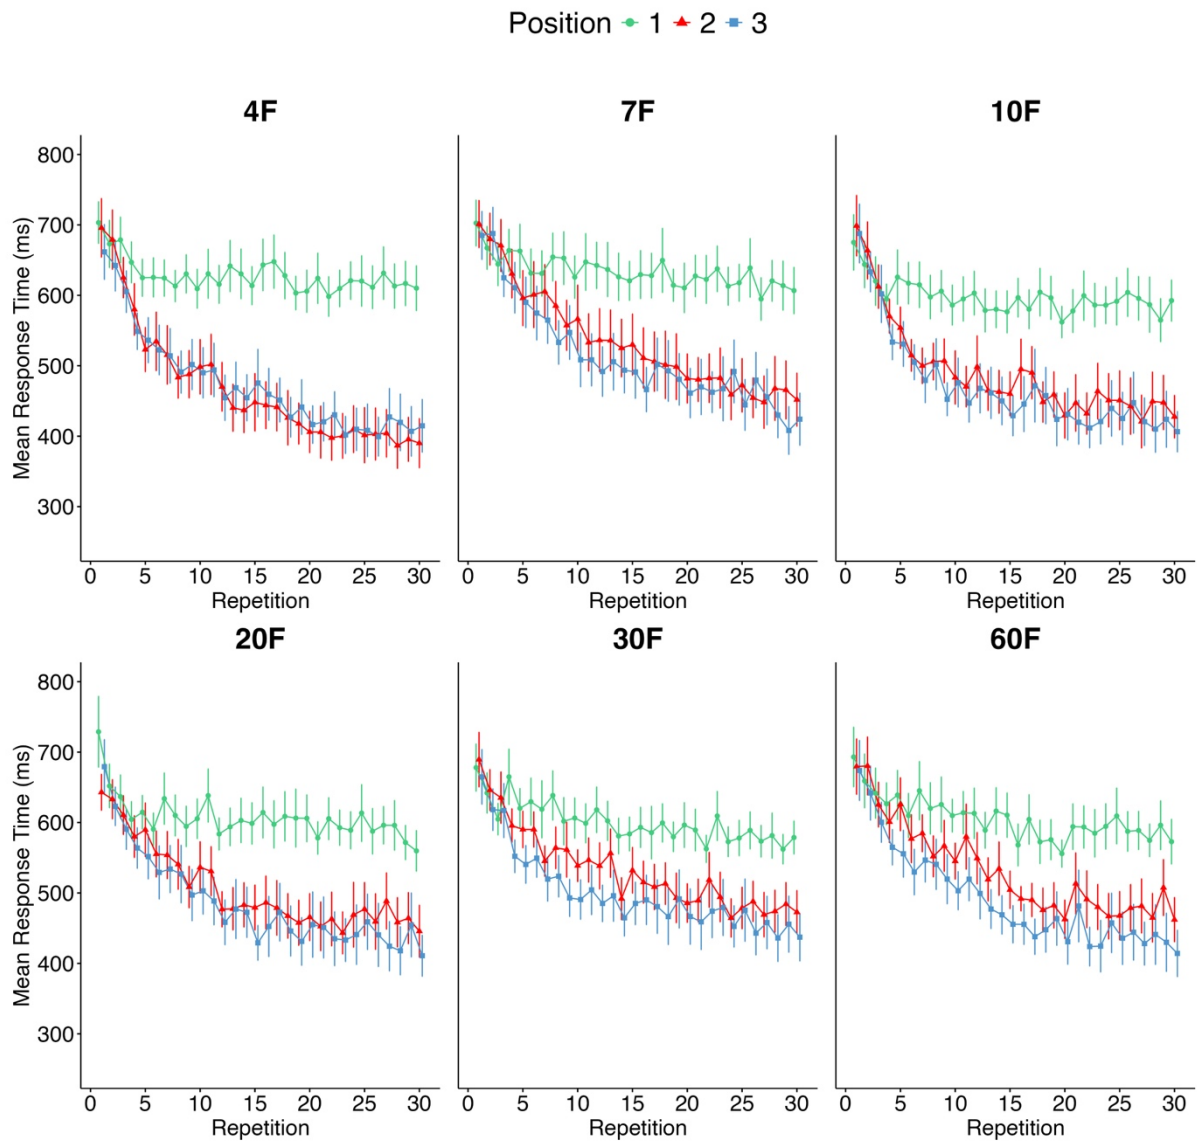 Position 1 2 3
4F 7F 10F
Mean Response Time (ms)
800
700
600
500
400
300
0 5 10 15 20 25 30 0 5 10 15 20 25 30 0 5 10 15 20 25 30
Repetition Repetition Repetition
20F 30F 60F
Mean Response Time (ms)
800
700
600
500
400
300
0 5 10 15 20 25 30 0 5 10 15 20 25 30 0 5 10 15 20 25 30
Repetition Repetition Repetition